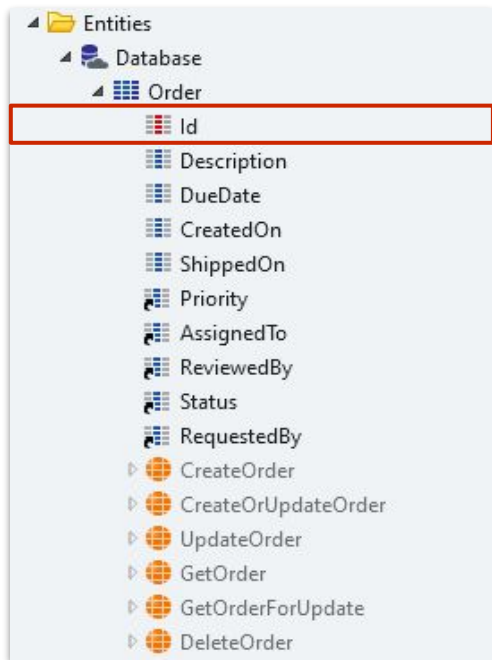 Entities
Database
Order
Id
Description
DueDate
CreatedOn
ShippedOn
Priority
AssignedTo
ReviewedBy
Status
RequestedBy
CreateOrder
CreateOrUpdateOrder
UpdateOrder
GetOrder
GetOrderForUpdate
DeleteOrder